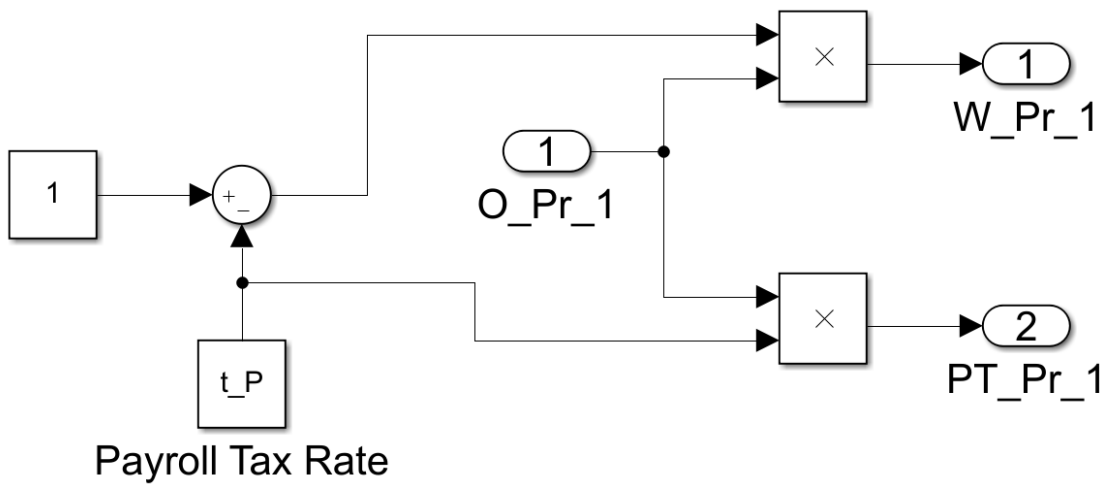 1
W_Pr_1
1
O_Pr_1
1
+
−
t_P
Payroll Tax Rate
×
×
2
PT_Pr_1